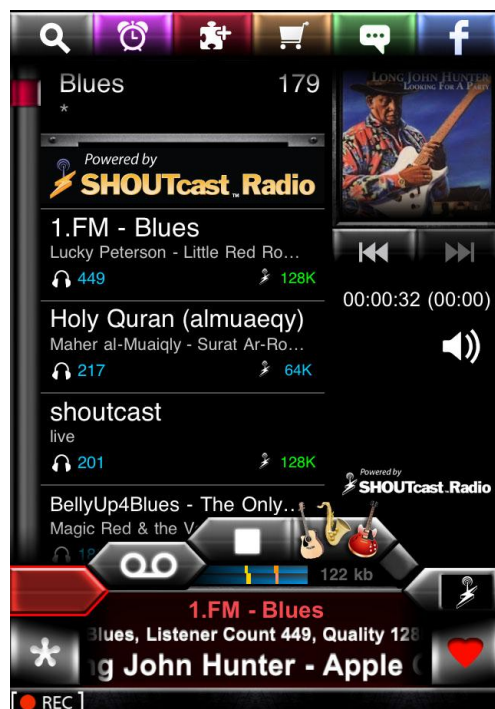 Blues 179
*
Powered by
SHOUTcast™ Radio
1.FM - Blues
Lucky Peterson - Little Red Ro...
449 128K
Holy Quran (almuaeqy)
Maher al-Muaiqly - Surat Ar-Ro...
217 64K
shoutcast
live
201 128K
BellyUp4Blues - The Only...
Magic Red & the
LONG JOHN HUNTER
LOOKING FOR A PARTY
00:00:32 (00:00)
Powered by
SHOUTcast™ Radio
122 kb
1.FM - Blues
Blues, Listener Count 449, Quality 128
g John Hunter - Apple
REC